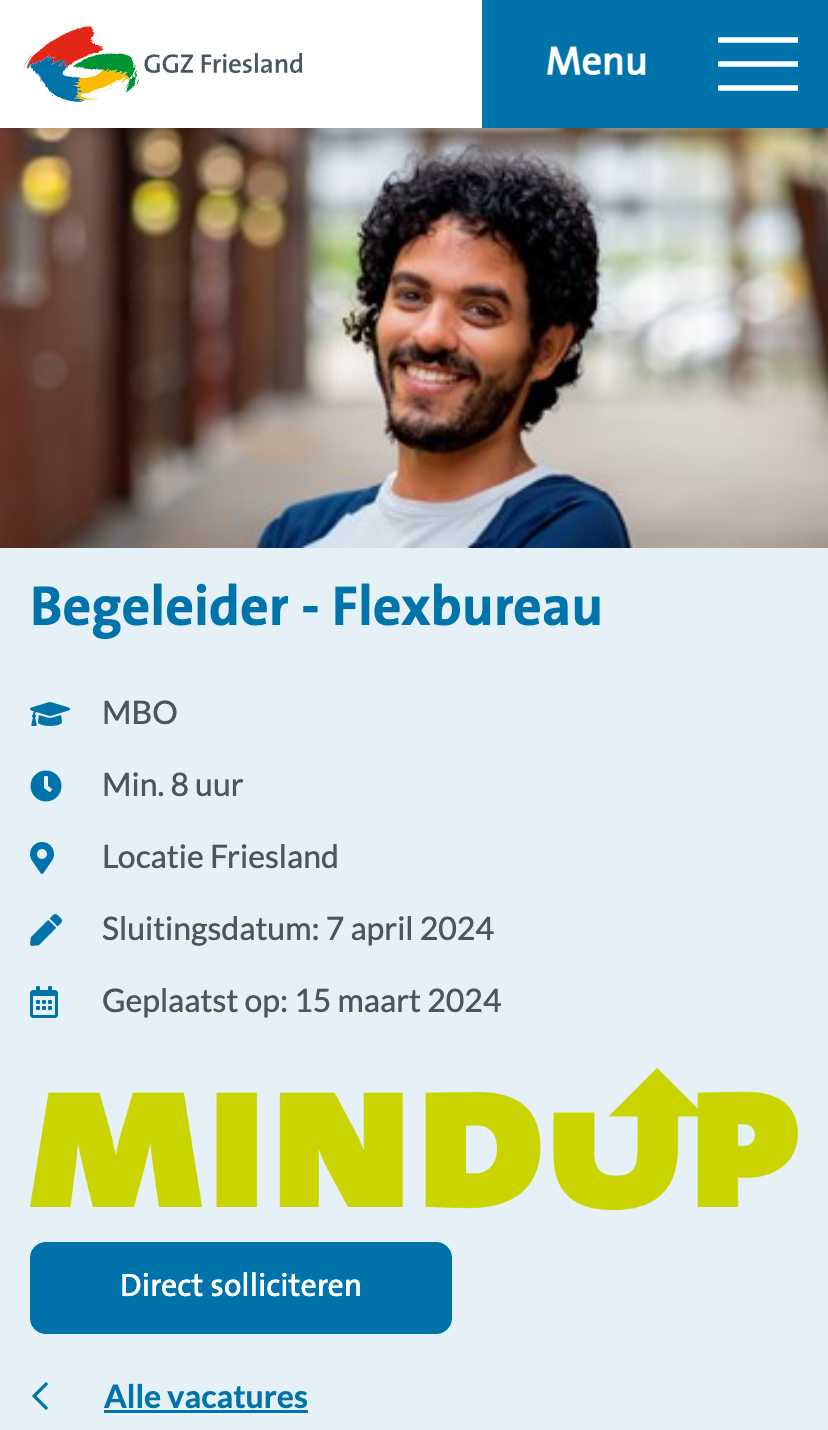 GGZ Friesland
Menu
Begeleider - Flexbureau
MBO
Min. 8 uur
Locatie Friesland
Sluitingsdatum: 7 april 2024
Geplaatst op: 15 maart 2024
MINDUP
Direct solliciteren
Alle vacatures